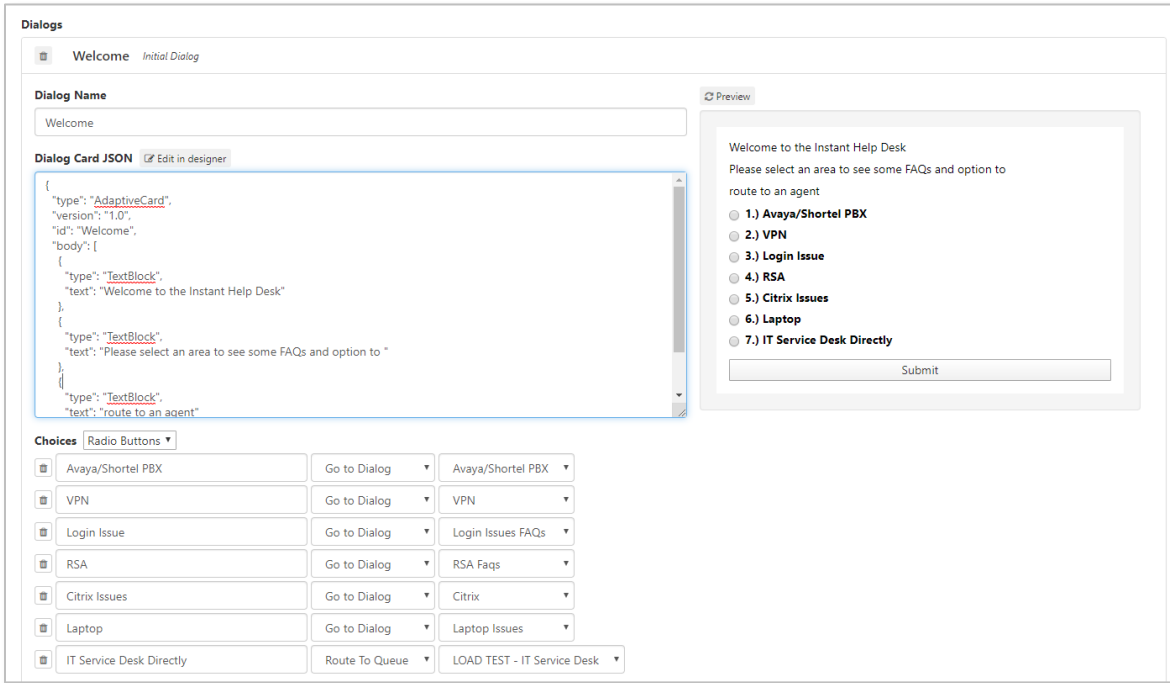 Dialogs
Welcome Initial Dialog
Dialog Name
Welcome
Dialog Card JSON Edit in designer
{
"type": "AdaptiveCard",
"version": "1.0",
"id": "Welcome",
"body": [
{
"type": "TextBlock",
"text": "Welcome to the Instant Help Desk"
},
{
"type": "TextBlock",
"text": "Please select an area to see some FAQs and option to "
},
{
"type": "TextBlock",
"text": "route to an agent"
Preview
Welcome to the Instant Help Desk
Please select an area to see some FAQs and option to
route to an agent
1.) Avaya/Shortel PBX
2.) VPN
3.) Login Issue
4.) RSA
5.) Citrix Issues
6.) Laptop
7.) IT Service Desk Directly
Submit
Choices Radio Buttons
Avaya/Shortel PBX Go to Dialog Avaya/Shortel PBX
VPN Go to Dialog VPN
Login Issue Go to Dialog Login Issues FAQs
RSA Go to Dialog RSA Faqs
Citrix Issues Go to Dialog Citrix
Laptop Go to Dialog Laptop Issues
IT Service Desk Directly Route To Queue LOAD TEST - IT Service Desk